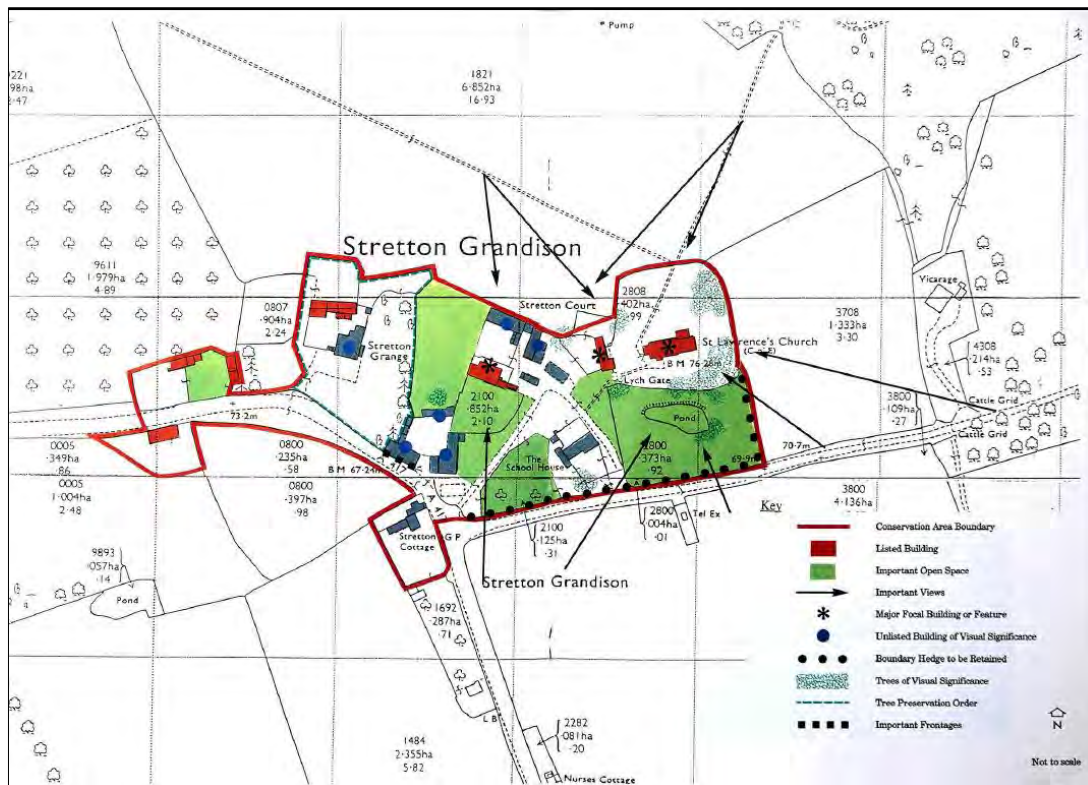 Pump
1821
6·852ha
16·93
9221
·98ha
·47
Stretton Grandison
9611
1·979ha
4·89
0807
·904ha
2·24
Stretton Court
2808
·402ha
·99
Vicarage
3708
1·333ha
3·30
St Lawrence's Church
(C of E)
4308
·214ha
·53
Stretton
Grange
B M 76·28m
Lych Gate
Cattle Grid
3800
·109ha
·27
Cattle Grid
73·2m
2100
·852ha
2·10
Pond
70·7m
0005
·349ha
·86
0005
1·004ha
2·48
0800
·235ha
·58
B M 67·24m
The
School House
2800
·373ha
·92
69·9m
0800
·397ha
·98
3800
4·136ha
Stretton
Cottage
G P
2100
·125ha
·31
2800
·004ha
·01
Tel Ex
Key
Conservation Area Boundary
Listed Building
Important Open Space
Important Views
Major Focal Building or Feature
Unlisted Building of Visual Significance
Boundary Hedge to be Retained
Trees of Visual Significance
Tree Preservation Order
Important Frontages
N
Not to scale
9893
·057ha
·14
Pond
Stretton Grandison
1692
·287ha
·71
L B
1484
2·355ha
5·82
2282
·081ha
·20
Nurses Cottage